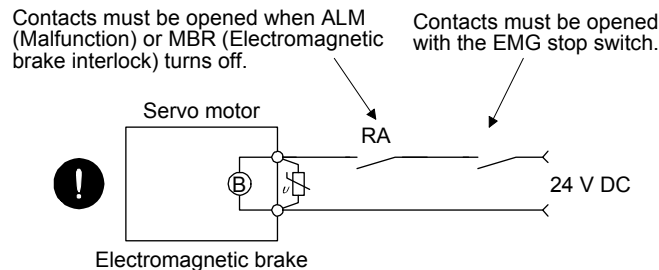 Contacts must be opened when ALM
(Malfunction) or MBR (Electromagnetic
brake interlock) turns off.
Contacts must be opened
with the EMG stop switch.
Servo motor
RA
B
U
24 V DC
Electromagnetic brake